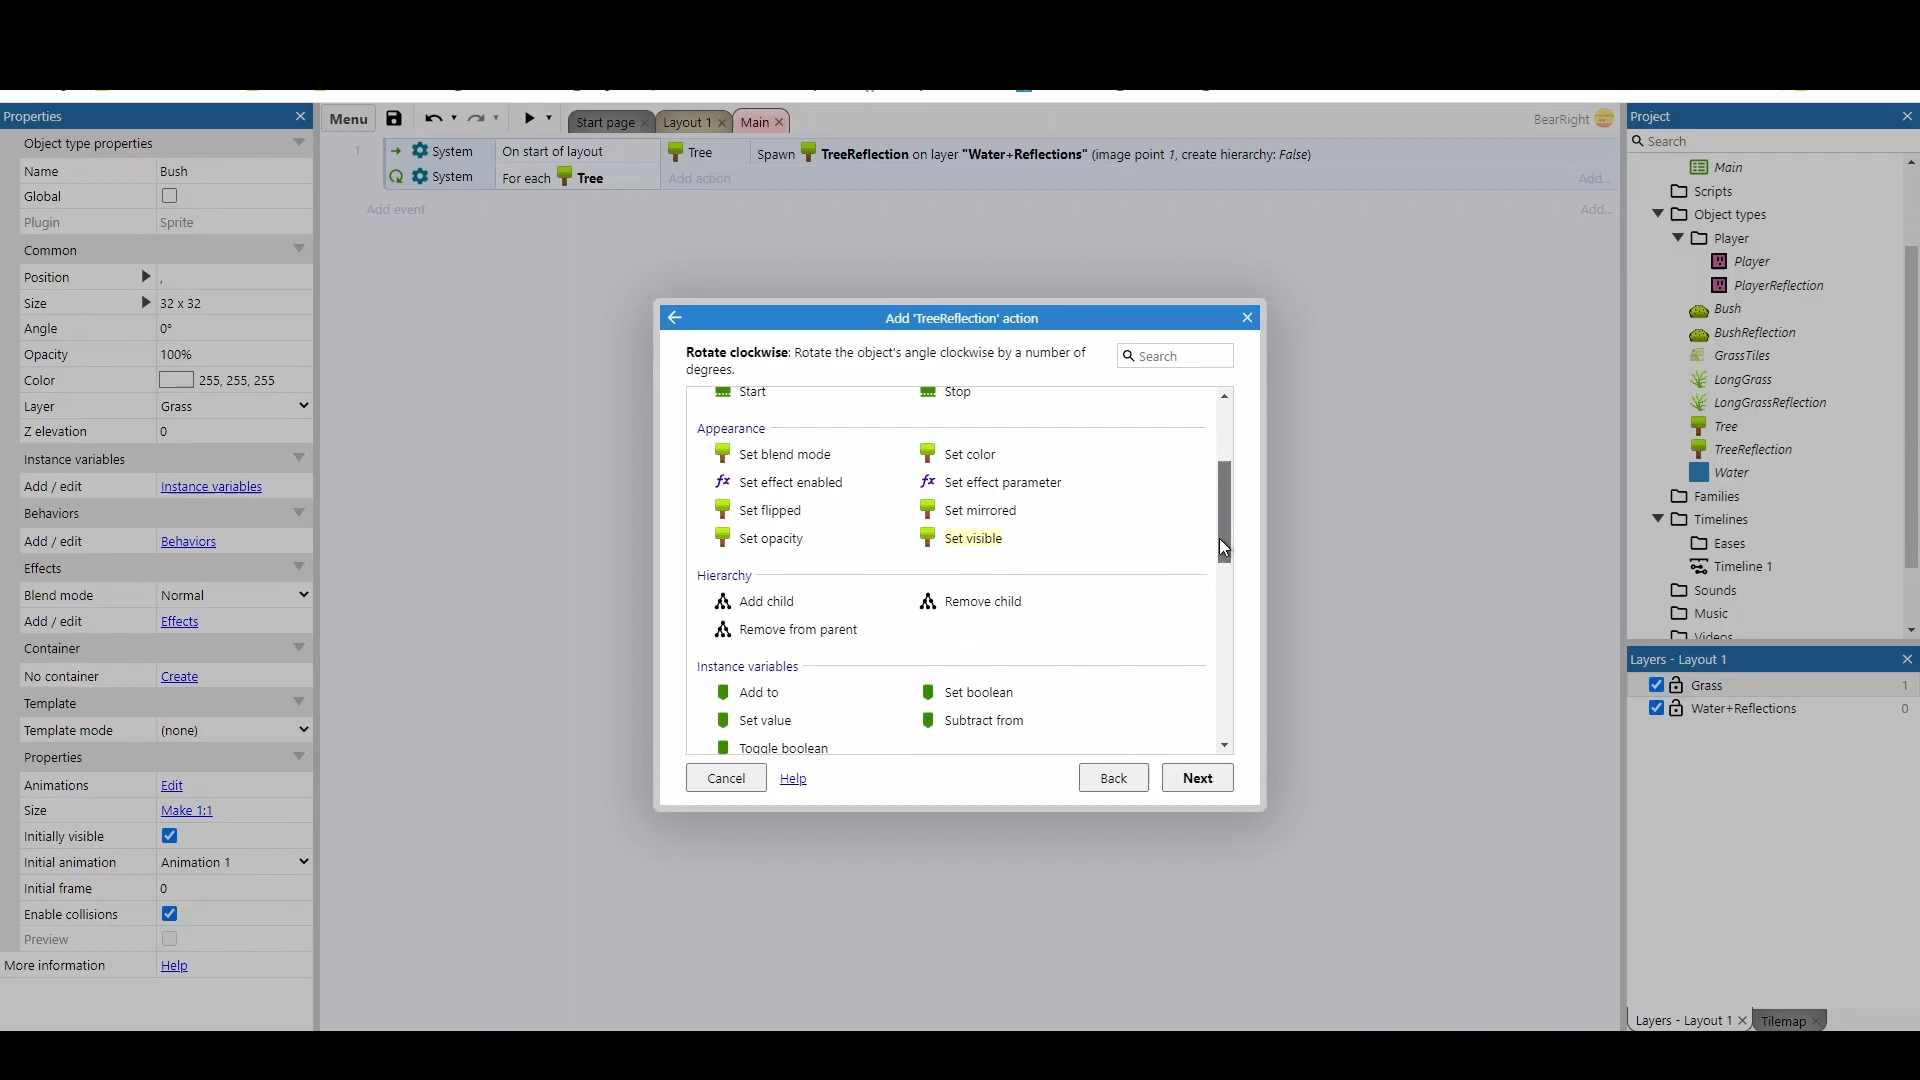 Properties
Object type properties
Name Bush
Global
Plugin Sprite
Common
Position ,
Size 32 x 32
Angle 0°
Opacity 100%
Color 255, 255, 255
Layer Grass
Z elevation 0
Instance variables
Add / edit Instance variables
Behaviors
Add / edit Behaviors
Effects
Blend mode Normal
Add / edit Effects
Container
No container Create
Template
Template mode (none)
Properties
Animations Edit
Size Make 1:1
Initially visible
Initial animation Animation 1
Initial frame 0
Enable collisions
Preview
More information Help
Menu Start page Layout 1 Main BearRight
1 System On start of layout Tree Spawn TreeReflection on layer "Water+Reflections" (image point 1, create hierarchy: False)
System For each Tree Add action Add...
Add event Add...
Add 'TreeReflection' action
Rotate clockwise: Rotate the object's angle clockwise by a number of
degrees.
Search
Start Stop
Appearance
Set blend mode Set color
fx Set effect enabled fx Set effect parameter
Set flipped Set mirrored
Set opacity Set visible
Hierarchy
Add child Remove child
Remove from parent
Instance variables
Add to Set boolean
Set value Subtract from
Toggle boolean
Cancel Help Back Next
Project
Search
Main
Scripts
Object types
Player
Player
PlayerReflection
Bush
BushReflection
GrassTiles
LongGrass
LongGrassReflection
Tree
TreeReflection
Water
Families
Timelines
Eases
Timeline 1
Sounds
Music
Videos
Layers - Layout 1
Grass 1
Water+Reflections 0
Layers - Layout 1 Tilemap